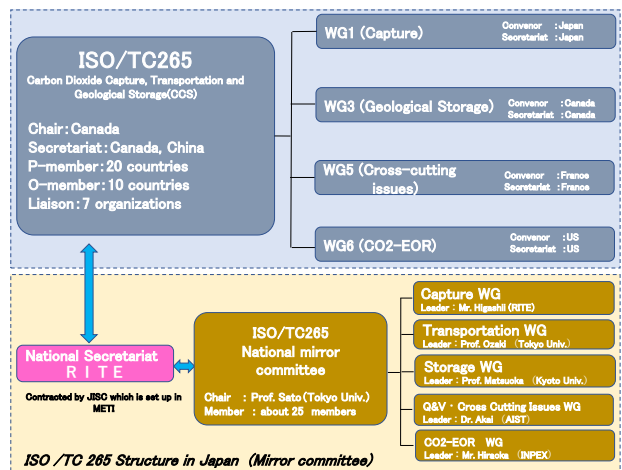 ISO/TC265
Carbon Dioxide Capture, Transportation and
Geological Storage(CCS)
Chair：Canada
Secretariat：Canada, China
P-member：20 countries
O-member：10 countries
Liaison：7 organizations
WG1 (Capture)
Convenor ：Japan
Secretariat ：Japan
WG3 (Geological Storage)
Convenor ：Canada
Secretariat ：Canada
WG5 (Cross-cutting
issues)
Convenor ：France
Secretariat ：France
WG6 (CO2-EOR)
Convenor ：US
Secretariat ：US
National Secretariat
ＲＩＴＥ
Contracted by JISC which is set up in
METI
ISO/TC265
National mirror
committee
Chair ：Prof. Sato(Tokyo Univ.)
Member ：about 25 members
Capture WG
Leader：Mr. Higashii(RITE)
Transportation WG
Leader：Prof. Ozaki （Tokyo Univ.）
Storage WG
Leader：Prof. Matsuoka （Kyoto Univ.）
Q&V・Cross Cutting Issues WG
Leader：Dr. Akai （AIST）
CO2-EOR WG
Leader：Mr. Hiraoka （INPEX）
ISO /TC 265 Structure in Japan (Mirror committee)